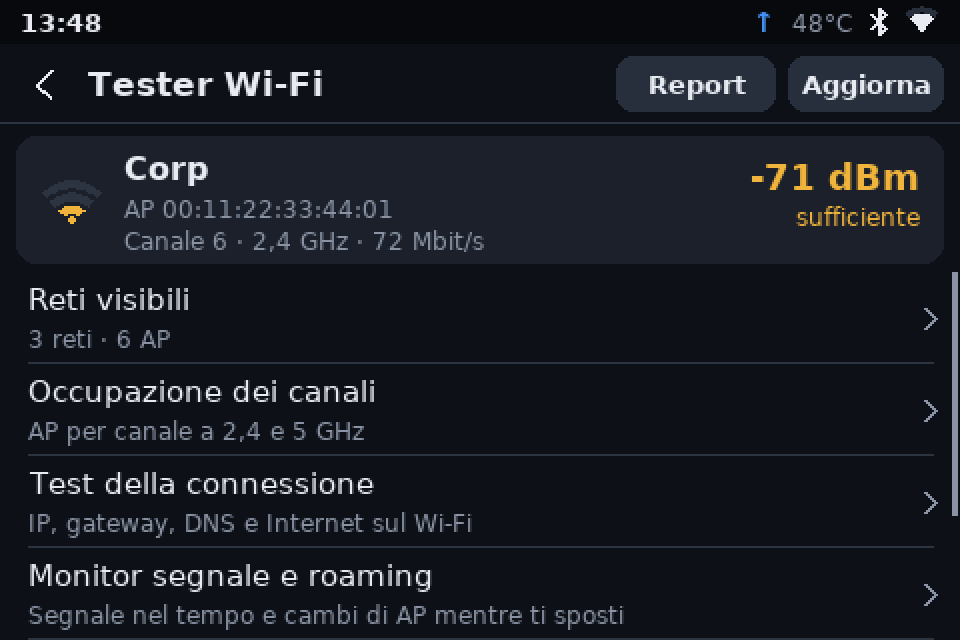 13:48
↑ 48°C
Tester Wi-Fi
Report
Aggiorna
Corp
-71 dBm
AP 00:11:22:33:44:01
sufficiente
Canale 6 · 2,4 GHz · 72 Mbit/s
Reti visibili
3 reti · 6 AP
Occupazione dei canali
AP per canale a 2,4 e 5 GHz
Test della connessione
IP, gateway, DNS e Internet sul Wi-Fi
Monitor segnale e roaming
Segnale nel tempo e cambi di AP mentre ti sposti